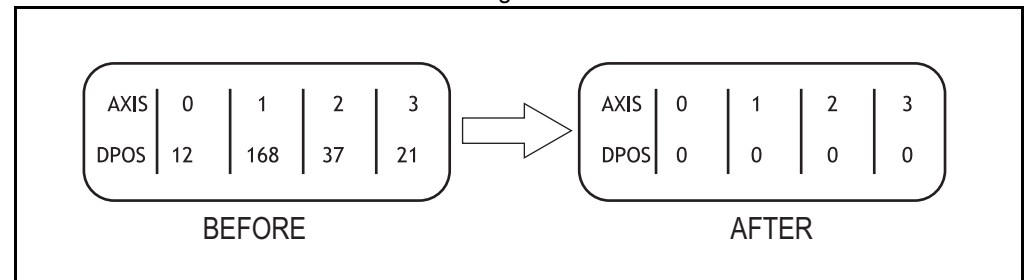 AXIS 0 1 2 3
DPOS 12 168 37 21
BEFORE
AXIS 0 1 2 3
DPOS 0 0 0 0
AFTER